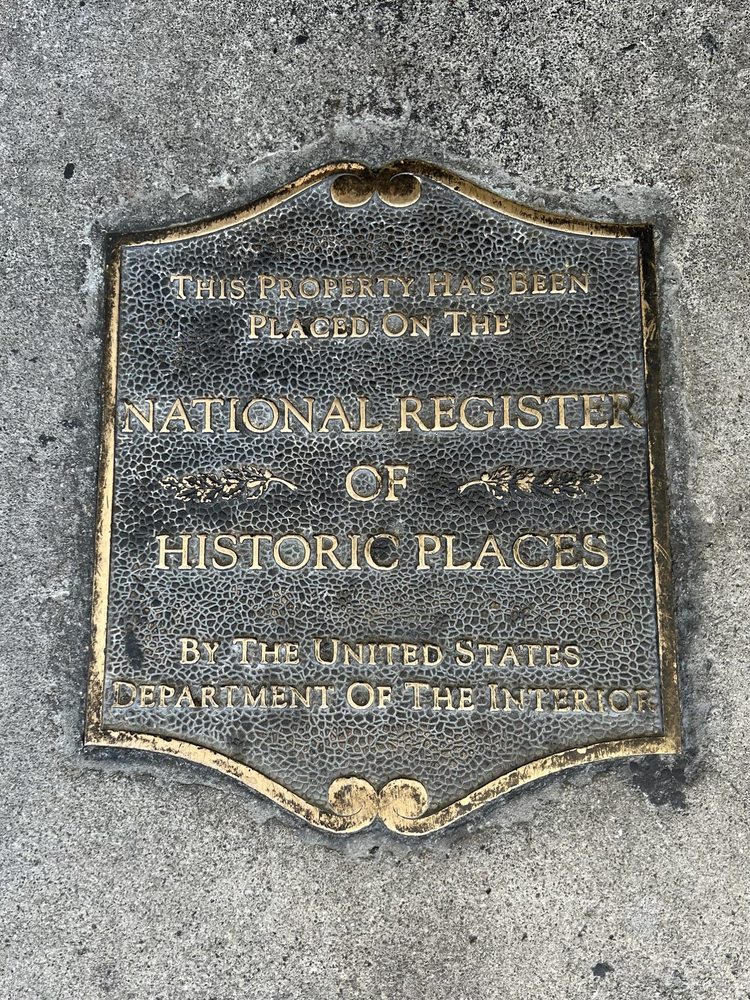 This Property Has Been
Placed On The
NATIONAL REGISTER
OF
HISTORIC PLACES
By The United States
Department Of The Interior